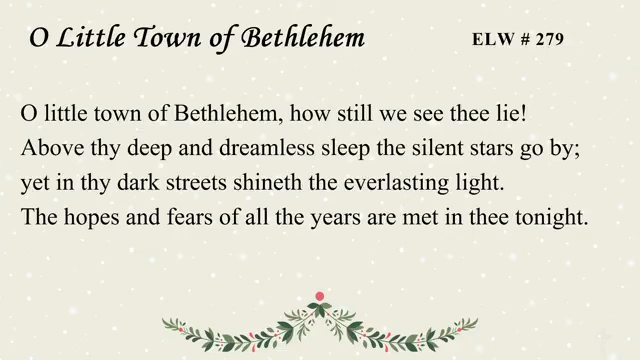 O Little Town of Bethlehem
ELW # 279
O little town of Bethlehem, how still we see thee lie!
Above thy deep and dreamless sleep the silent stars go by;
yet in thy dark streets shineth the everlasting light.
The hopes and fears of all the years are met in thee tonight.